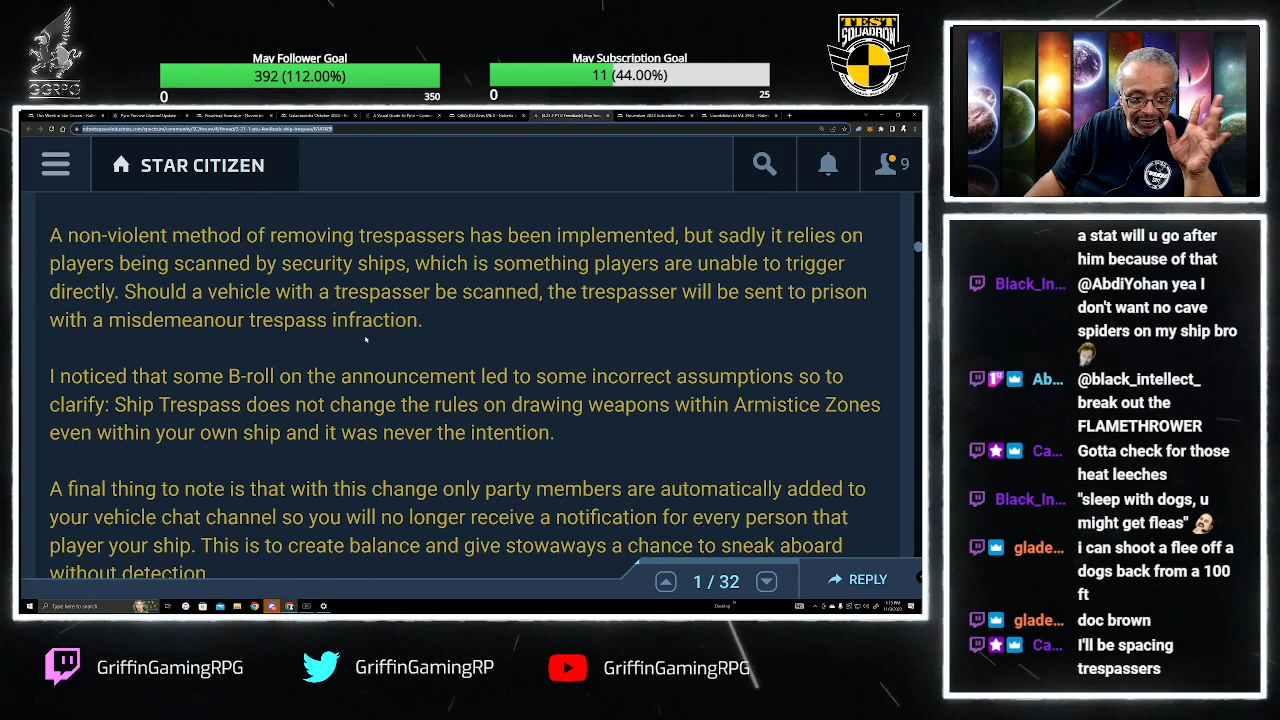 May Follower Goal
392 (112.00%)
0
350
May Subscription Goal
11 (44.00%)
0
25
GGRPG
TEST
SQUADRON
STAR CITIZEN
9
A non-violent method of removing trespassers has been implemented, but sadly it relies on
players being scanned by security ships, which is something players are unable to trigger
directly. Should a vehicle with a trespasser be scanned, the trespasser will be sent to prison
with a misdemeanour trespass infraction.
I noticed that some B-roll on the announcement led to some incorrect assumptions so to
clarify: Ship Trespass does not change the rules on drawing weapons within Armistice Zones
even within your own ship and it was never the intention.
A final thing to note is that with this change only party members are automatically added to
your vehicle chat channel so you will no longer receive a notification for every person that
player your ship. This is to create balance and give stowaways a chance to sneak aboard
without detection
1 / 32
REPLY
Type here to search
Desktop
a stat will u go after
him because of that
Black_In... @AbdiYohan yea I
don't want no cave
spiders on my ship bro
Ab... @black_intellect_
break out the
FLAMETHROWER
Ca... Gotta check for those
heat leeches
Black_In... "sleep with dogs, u
might get fleas"
glade... i can shoot a flee off a
dogs back from a 100
ft
glade... doc brown
Ca... I'll be spacing
trespassers
GriffinGamingRPG
GriffinGamingRP
GriffinGamingRPG